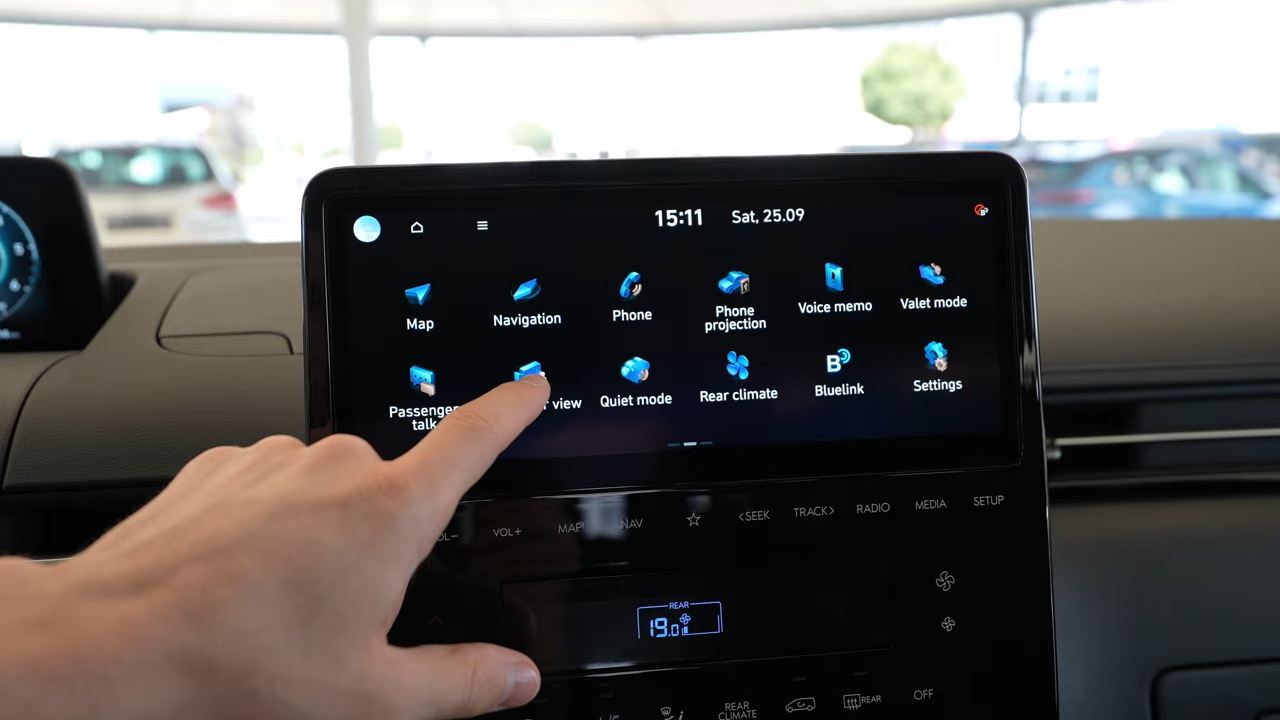 15:11 Sat, 25.09
Map
Navigation
Phone
Phone
projection
Voice memo
Valet mode
Passenger
talk
view
Quiet mode
Rear climate
Bluelink
Settings
VOL+
MAP
NAV
<SEEK
TRACK>
RADIO
MEDIA
SETUP
REAR
19.0
REAR
CLIMATE
REAR
OFF